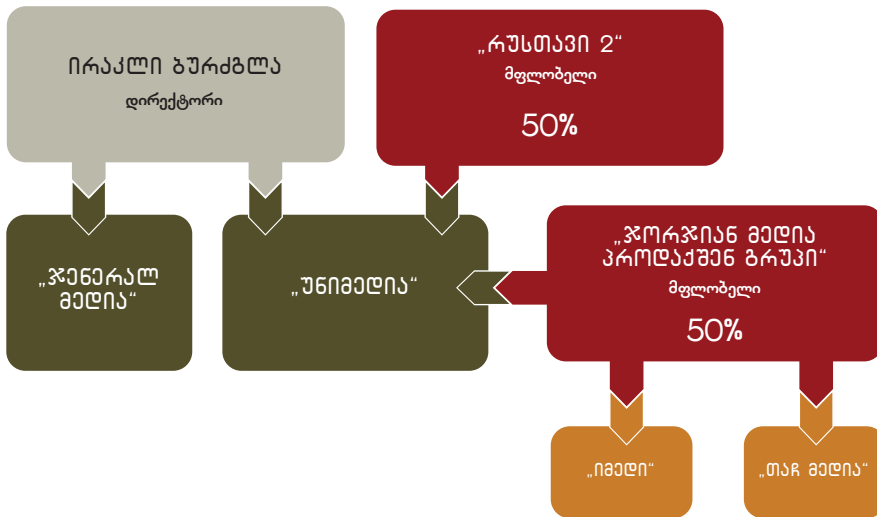 ირაკლი ბურძგლა
დირექტორი
„რუსთავი 2“
მფლობელი
50%
„ჯენერალ
მედია“
„უნიმედია“
„ჯორჯიან მედია
პროდაქშენ გრუპი“
მფლობელი
50%
„იმედი“
„თაჩ მედია“